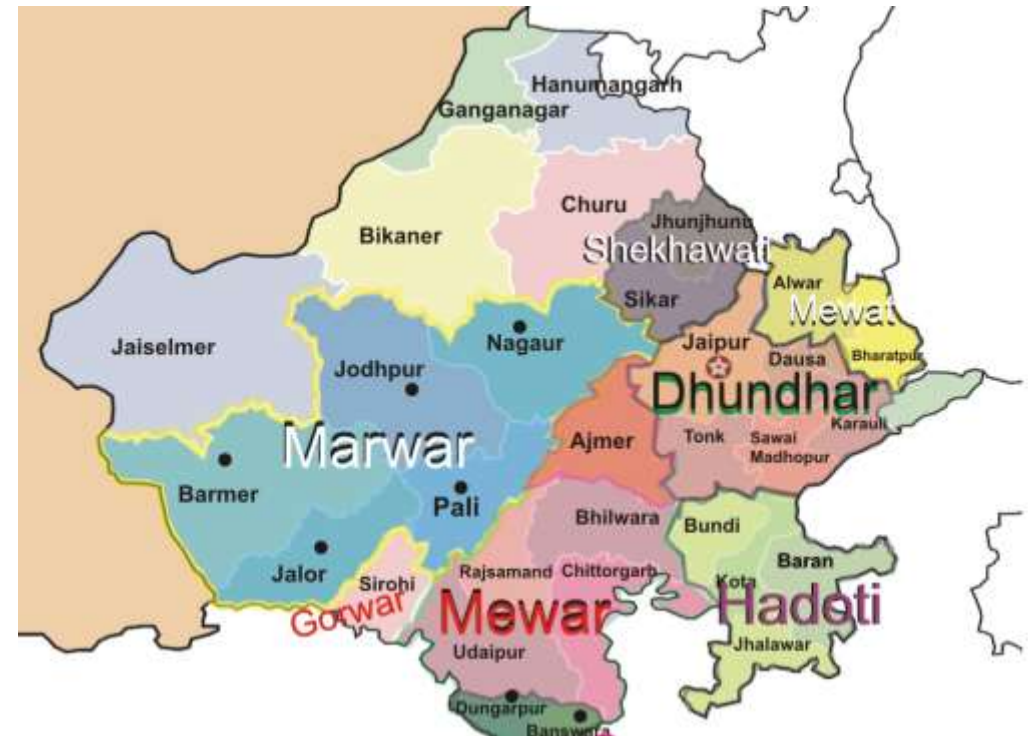 Hanumangarh
Ganganagar
Churu
Jhunjhunu
Bikaner
Shekhawati
Alwar
Sikar
Mewat
Jaiselmer
Nagaur
Jaipur
Dausa
Bharatpur
Jodhpur
Dhundhar
Karauli
Marwar
Ajmer
Tonk
Sawai
Madhopur
Barmer
Pali
Bhilwara
Bundi
Baran
Jalor
Sirohi
Rajsamand
Chittorgarh
Kota
Gorwar
Mewar
Hadoti
Udaipur
Jhalawar
Dungarpur
Banswara